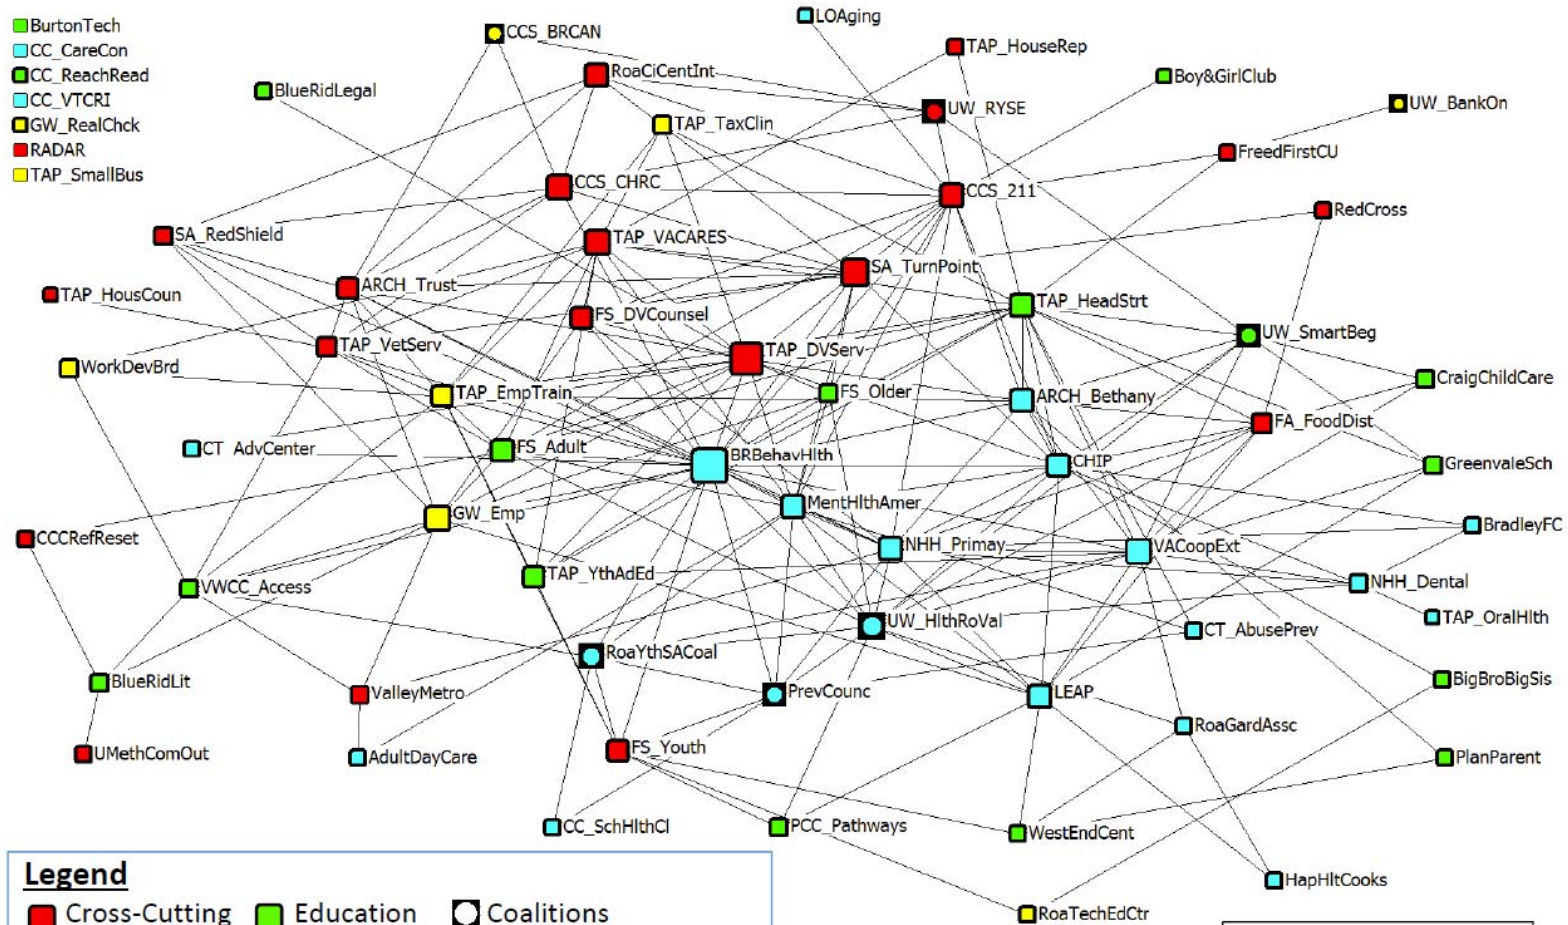 BurtonTech
CC_CareCon
CC_ReachRead
CC_VTCRI
GW_RealChck
RADAR
TAP_SmallBus
LOAging
CCS_BRCAN
TAP_HouseRep
RoaCiCentInt
Boy&GirlClub
BlueRidLegal
UW_BankOn
UW_RYSE
TAP_TaxClin
FreedFirstCU
CCS_CHRC
CCS_211
RedCross
SA_RedShield
TAP_VACARES
SA_TurnPoint
ARCH_Trust
TAP_HousCoun
TAP_HeadStrt
FS_DVCounsel
UW_SmartBeg
TAP_VetServ
TAP_DVServ
WorkDevBrd
CraigChildCare
TAP_EmpTrain
FS_Older
ARCH_Bethany
FA_FoodDist
CT_AdvCenter
FS_Adult
BRBehavHlth
CHIP
GreenvaleSch
MentHlthAmer
GW_Emp
BradleyFC
CCCRefReset
NHH_Primay
VACoopExt
TAP_YthAdEd
NHH_Dental
VWCC_Access
TAP_OralHlth
UW_HlthRoVal
CT_AbusePrev
RoaYthSACoal
BlueRidLit
BigBroBigSis
ValleyMetro
PrevCounc
LEAP
RoaGardAssc
UMethComOut
AdultDayCare
FS_Youth
PlanParent
CC_SchHlthCl
PCC_Pathways
WestEndCent
HapHltCooks
RoaTechEdCtr
Legend
Cross-Cutting Education Coalitions